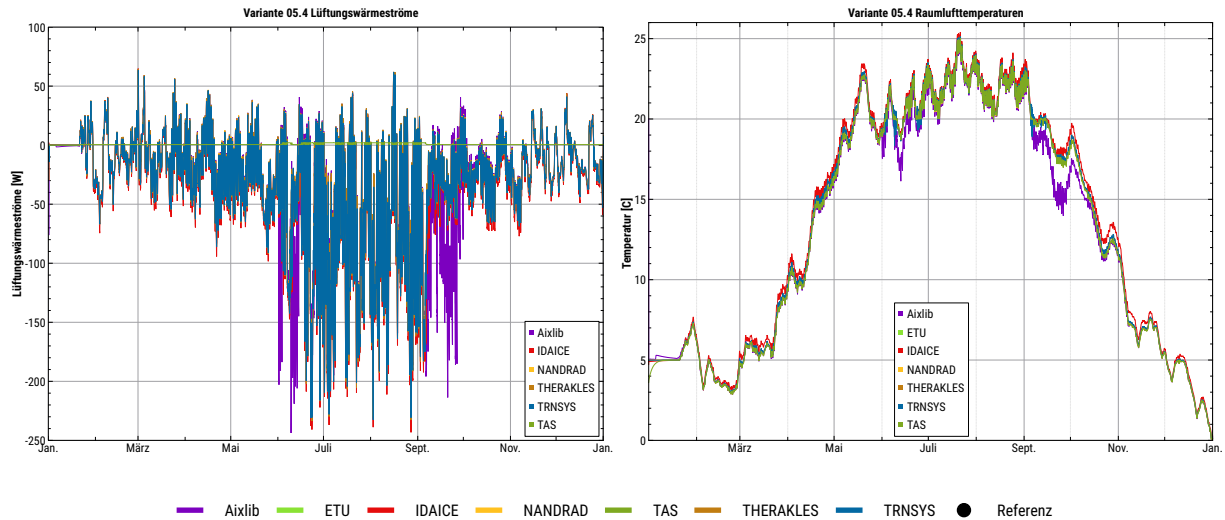 Variante 05.4 Lüftungswärmeströme
Lüftungswärmeströme [W]
100
50
0
-50
-100
-150
-200
-250
Jan.
März
Mai
Juli
Sept.
Nov.
Jan.
Aixlib
ETU
IDAICE
NANDRAD
THERAKLES
TRNSYS
TAS
Variante 05.4 Raumlufttemperaturen
Temperatur [C]
25
20
15
10
5
0
März
Mai
Juli
Sept.
Nov.
Jan.
Aixlib
ETU
IDAICE
NANDRAD
THERAKLES
TRNSYS
TAS
Aixlib ETU IDAICE NANDRAD TAS THERAKLES TRNSYS Referenz